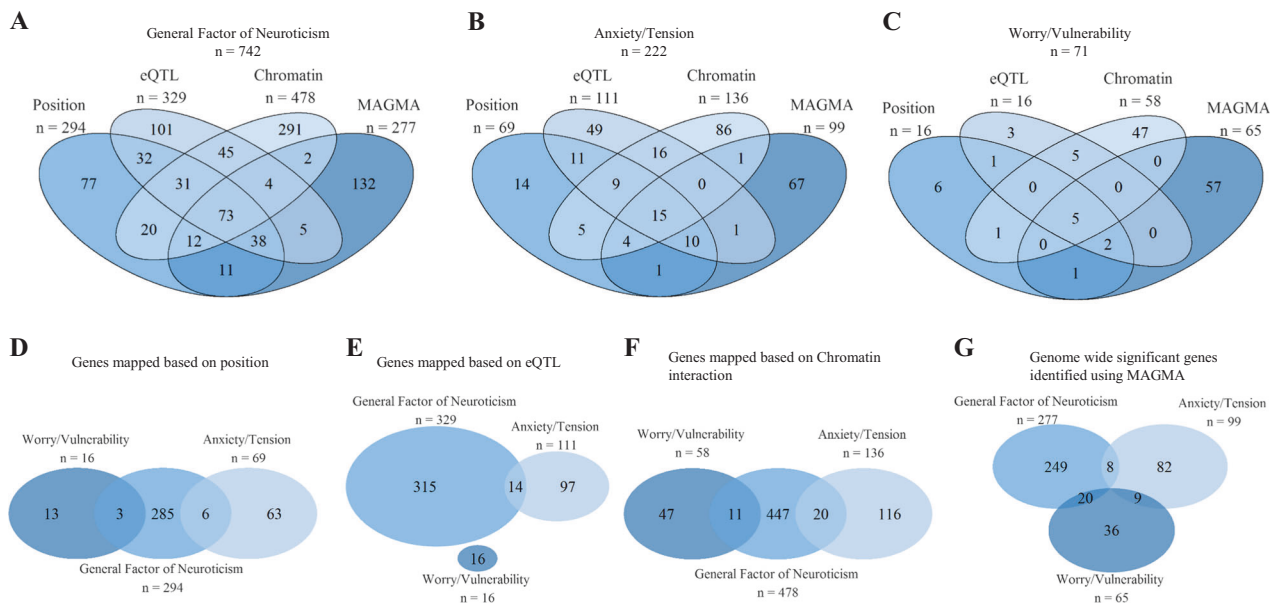 A
General Factor of Neuroticism
n = 742
eQTL
n = 329
Chromatin
n = 478
Position
n = 294
MAGMA
n = 277
101
291
32
45
2
77
31
4
132
73
20
12
38
5
11
B
Anxiety/Tension
n = 222
eQTL
n = 111
Chromatin
n = 136
Position
n = 69
MAGMA
n = 99
49
86
11
16
1
14
9
0
67
15
5
4
10
1
1
C
Worry/Vulnerability
n = 71
eQTL
n = 16
Chromatin
n = 58
Position
n = 16
MAGMA
n = 65
3
47
1
5
0
6
0
0
57
5
1
0
2
0
1
D
Genes mapped based on position
Worry/Vulnerability
n = 16
Anxiety/Tension
n = 69
13
3
285
6
63
General Factor of Neuroticism
n = 294
E
Genes mapped based on eQTL
General Factor of Neuroticism
n = 329
Anxiety/Tension
n = 111
315
14
97
16
Worry/Vulnerability
n = 16
F
Genes mapped based on Chromatin
interaction
Worry/Vulnerability
n = 58
Anxiety/Tension
n = 136
47
11
447
20
116
General Factor of Neuroticism
n = 478
G
Genome wide significant genes
identified using MAGMA
General Factor of Neuroticism
n = 277
Anxiety/Tension
n = 99
249
8
82
20
9
36
Worry/Vulnerability
n = 65